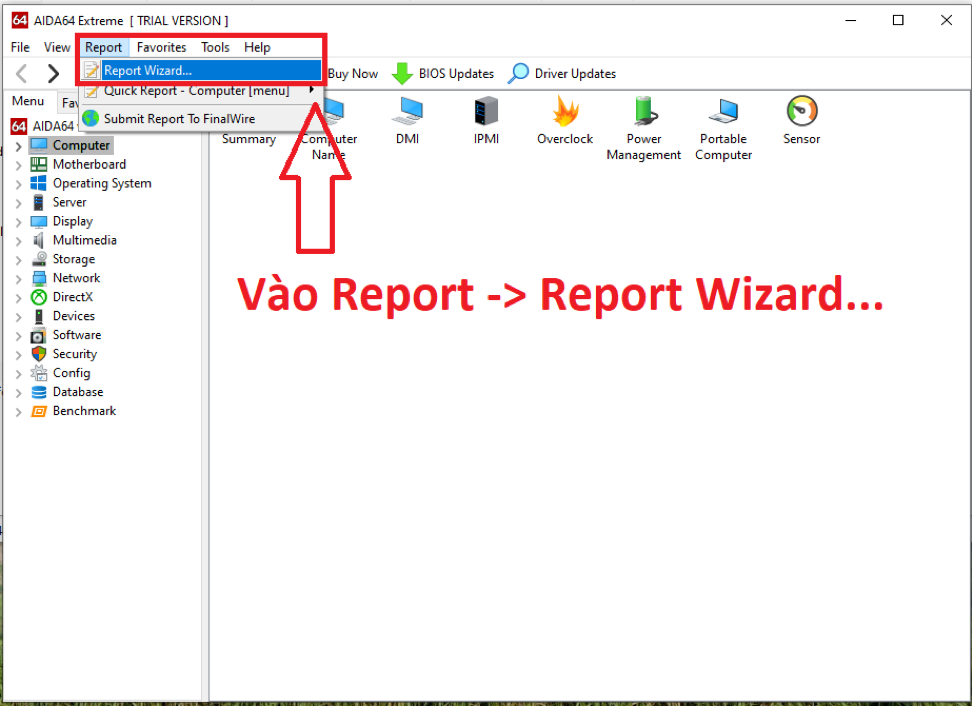 64 AIDA64 Extreme [ TRIAL VERSION ]
File View Report Favorites Tools Help
Report Wizard...
Buy Now BIOS Updates Driver Updates
Quick Report - Computer [menu]
Menu Fav
Submit Report To FinalWire
64 AIDA64
Summary Computer Name DMI IPMI Overclock Power Management Portable Computer Sensor
Computer
Motherboard
Operating System
Server
Display
Multimedia
Storage
Network
DirectX
Devices
Software
Security
Config
Database
Benchmark
Vào Report -> Report Wizard...